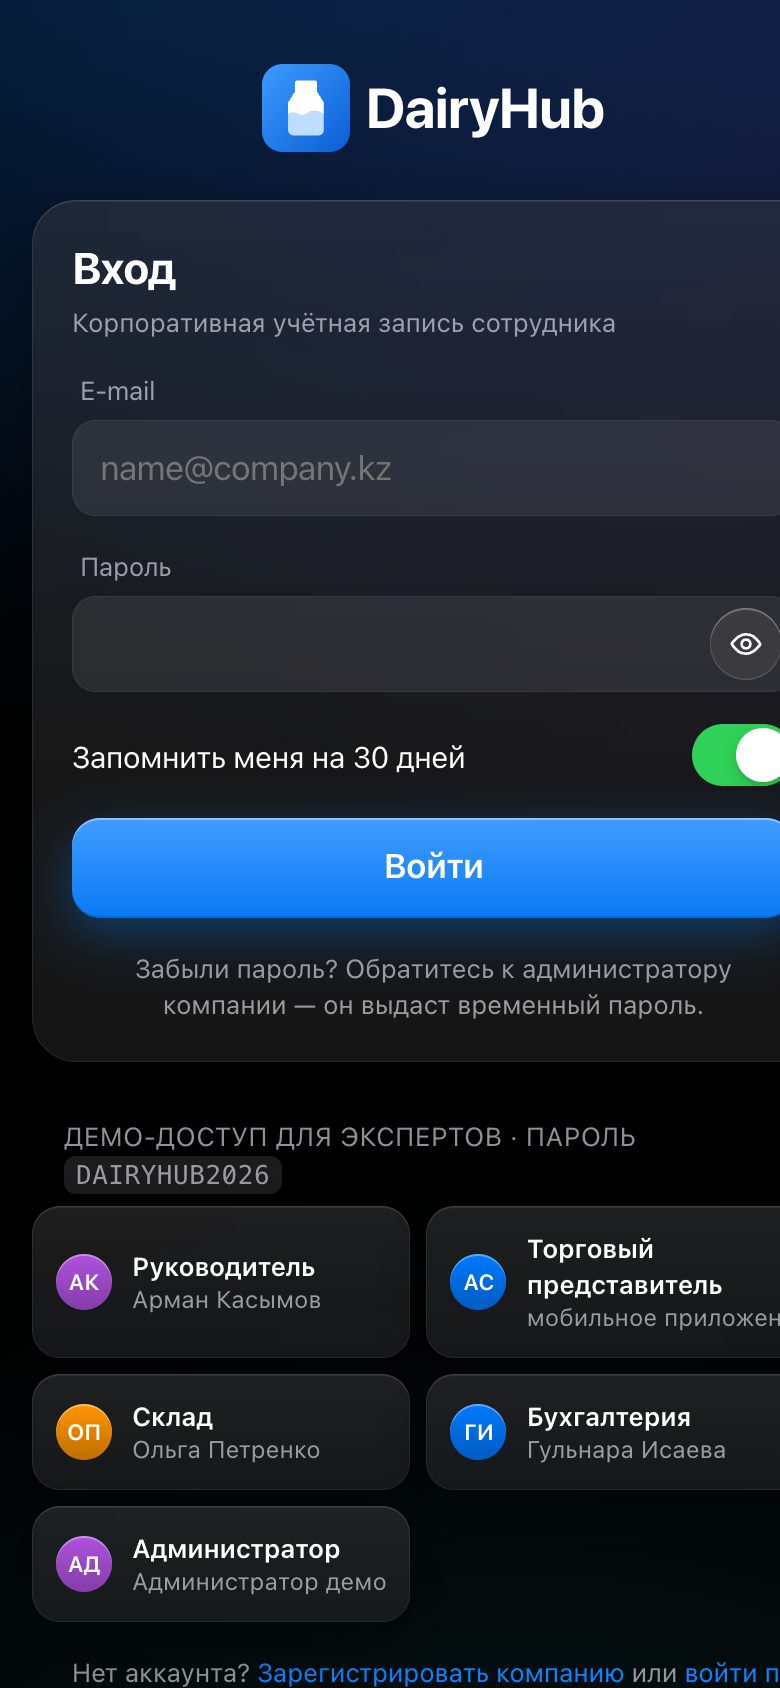 DairyHub
Вход
Корпоративная учётная запись сотрудника
E-mail
name@company.kz
Пароль
Запомнить меня на 30 дней
Войти
Забыли пароль? Обратитесь к администратору
компании — он выдаст временный пароль.
ДЕМО-ДОСТУП ДЛЯ ЭКСПЕРТОВ · ПАРОЛЬ
DAIRYHUB2026
АК
Руководитель
Арман Касымов
АС
Торговый
представитель
мобильное
ОП
Склад
Ольга Петренко
ГИ
Бухгалтерия
Гульнара Исаева
АД
Администратор
Администратор демо
Нет аккаунта? Зарегистрировать компанию или войти